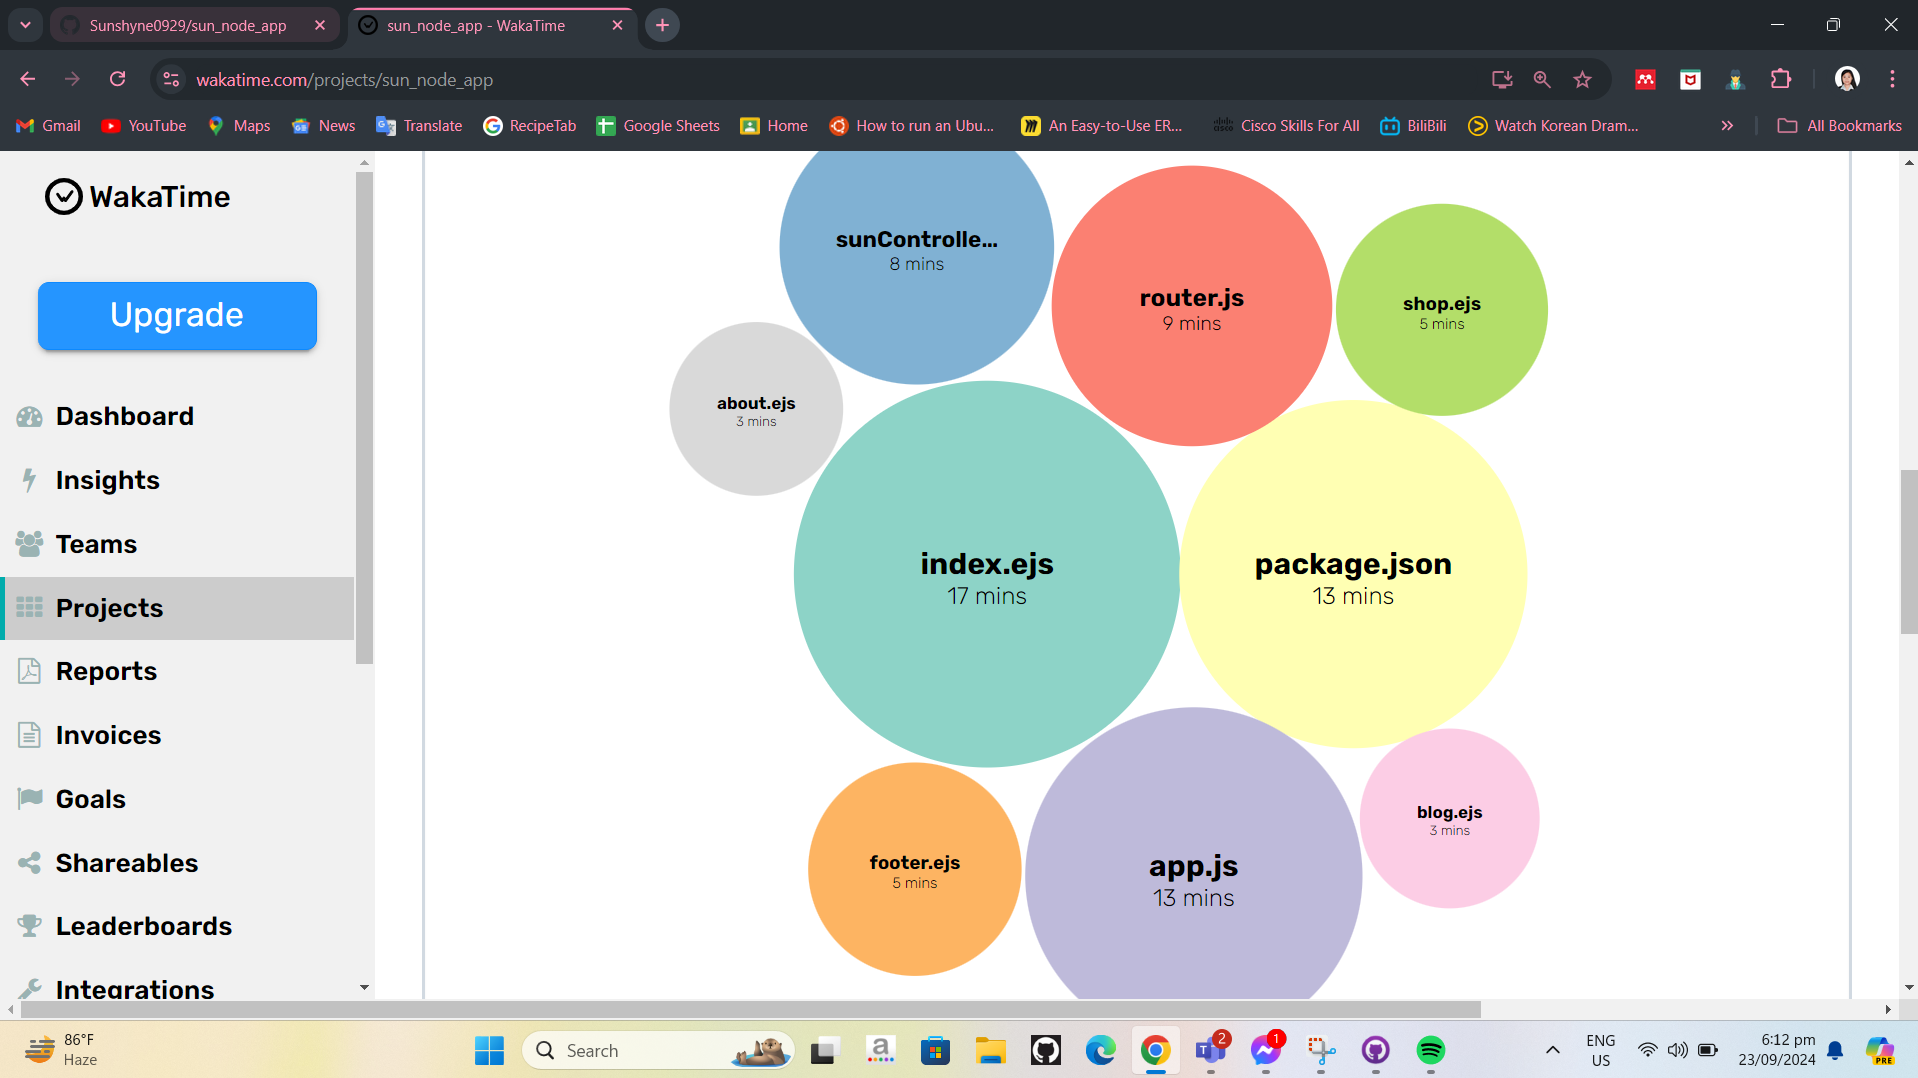 Sunshyne0929/sun_node_app
sun_node_app - WakaTime
wakatime.com/projects/sun_node_app
Gmail
YouTube
Maps
News
Translate
RecipeTab
Google Sheets
Home
How to run an Ubu...
An Easy-to-Use ER...
Cisco Skills For All
BiliBili
Watch Korean Dram...
All Bookmarks
WakaTime
Upgrade
Dashboard
Insights
Teams
Projects
Reports
Invoices
Goals
Shareables
Leaderboards
Integrations
sunControlle...
8 mins
router.js
9 mins
shop.ejs
5 mins
about.ejs
3 mins
index.ejs
17 mins
package.json
13 mins
footer.ejs
5 mins
app.js
13 mins
blog.ejs
3 mins
86°F
Haze
Search
2
1
ENG
US
6:12 pm
23/09/2024
PRE